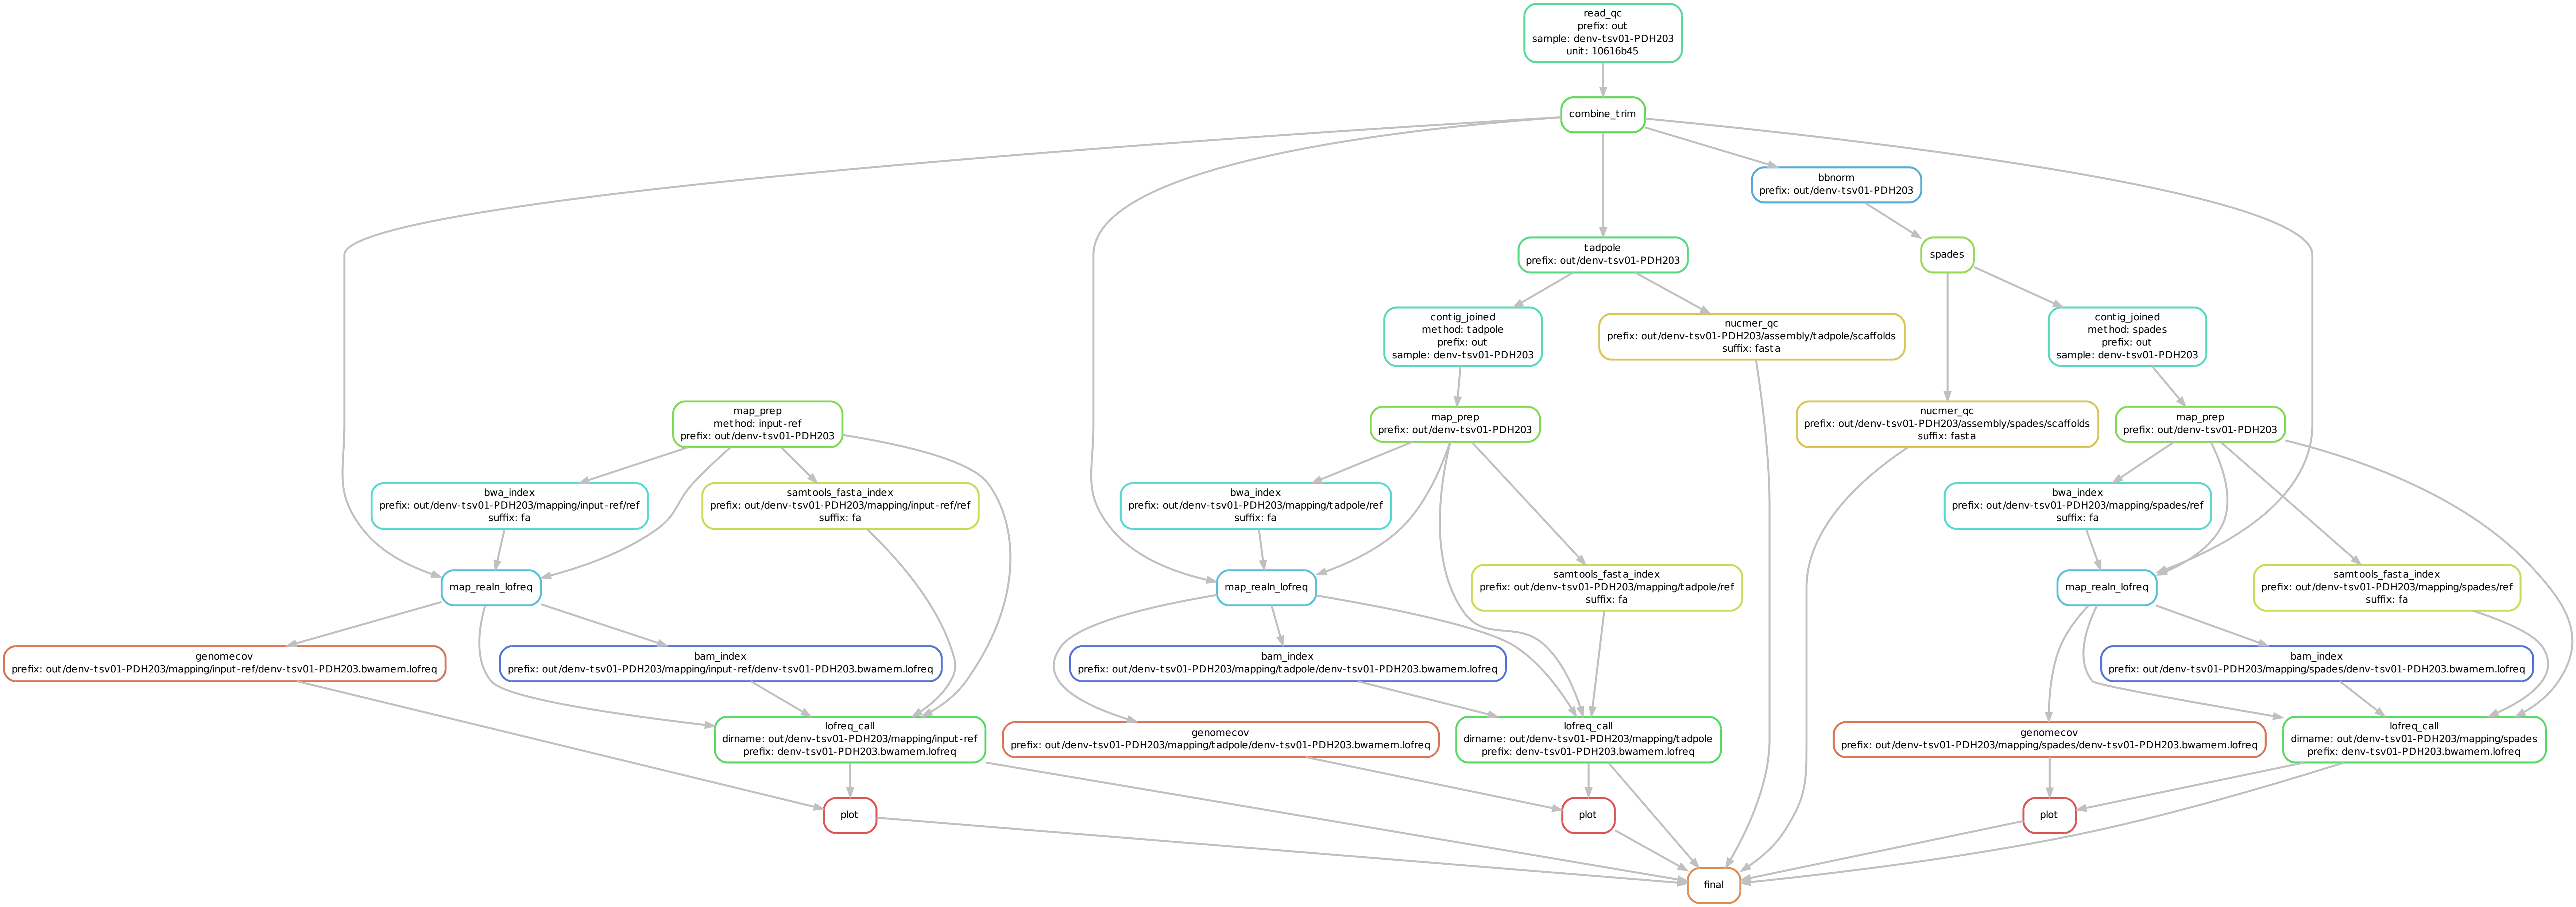 read_qc
prefix: out
sample: denv-tsv01-PDH203
unit: 10616b45
combine_trim
bbnorm
prefix: out/denv-tsv01-PDH203
tadpole
prefix: out/denv-tsv01-PDH203
spades
contig_joined
method: tadpole
prefix: out
sample: denv-tsv01-PDH203
nucmer_qc
prefix: out/denv-tsv01-PDH203/assembly/tadpole/scaffolds
suffix: fasta
contig_joined
method: spades
prefix: out
sample: denv-tsv01-PDH203
map_prep
method: input-ref
prefix: out/denv-tsv01-PDH203
map_prep
prefix: out/denv-tsv01-PDH203
nucmer_qc
prefix: out/denv-tsv01-PDH203/assembly/spades/scaffolds
suffix: fasta
map_prep
prefix: out/denv-tsv01-PDH203
bwa_index
prefix: out/denv-tsv01-PDH203/mapping/input-ref/ref
suffix: fa
samtools_fasta_index
prefix: out/denv-tsv01-PDH203/mapping/input-ref/ref
suffix: fa
bwa_index
prefix: out/denv-tsv01-PDH203/mapping/tadpole/ref
suffix: fa
bwa_index
prefix: out/denv-tsv01-PDH203/mapping/spades/ref
suffix: fa
map_realn_lofreq
map_realn_lofreq
samtools_fasta_index
prefix: out/denv-tsv01-PDH203/mapping/tadpole/ref
suffix: fa
map_realn_lofreq
samtools_fasta_index
prefix: out/denv-tsv01-PDH203/mapping/spades/ref
suffix: fa
genomecov
prefix: out/denv-tsv01-PDH203/mapping/input-ref/denv-tsv01-PDH203.bwamem.lofreq
bam_index
prefix: out/denv-tsv01-PDH203/mapping/input-ref/denv-tsv01-PDH203.bwamem.lofreq
bam_index
prefix: out/denv-tsv01-PDH203/mapping/tadpole/denv-tsv01-PDH203.bwamem.lofreq
bam_index
prefix: out/denv-tsv01-PDH203/mapping/spades/denv-tsv01-PDH203.bwamem.lofreq
lofreq_call
dirname: out/denv-tsv01-PDH203/mapping/input-ref
prefix: denv-tsv01-PDH203.bwamem.lofreq
genomecov
prefix: out/denv-tsv01-PDH203/mapping/tadpole/denv-tsv01-PDH203.bwamem.lofreq
lofreq_call
dirname: out/denv-tsv01-PDH203/mapping/tadpole
prefix: denv-tsv01-PDH203.bwamem.lofreq
genomecov
prefix: out/denv-tsv01-PDH203/mapping/spades/denv-tsv01-PDH203.bwamem.lofreq
lofreq_call
dirname: out/denv-tsv01-PDH203/mapping/spades
prefix: denv-tsv01-PDH203.bwamem.lofreq
plot
plot
plot
final